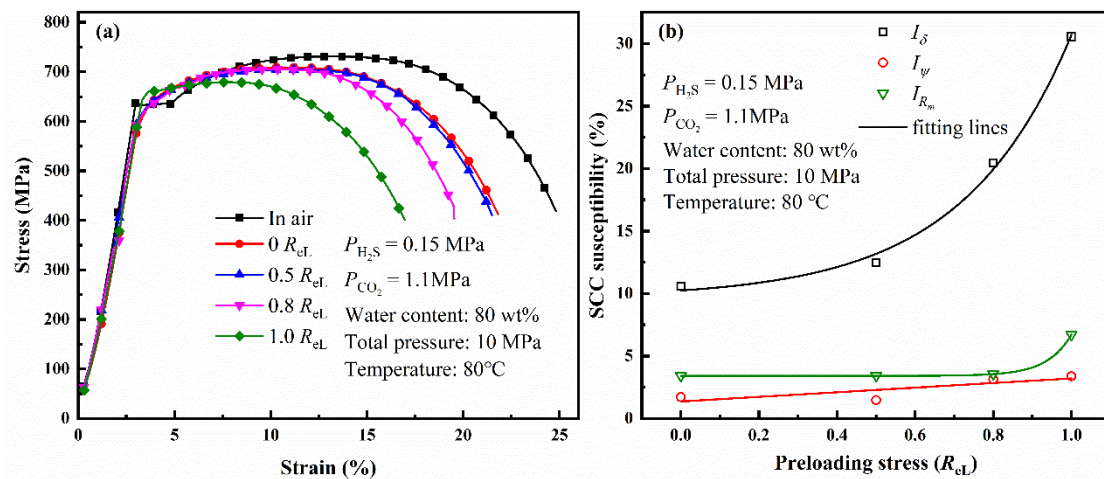 (a)
800
700
600
500
400
300
200
100
0
0
5
10
15
20
25
Stress (MPa)
Strain (%)
In air
0 ReL
0.5 ReL
0.8 ReL
1.0 ReL
PH2S = 0.15 MPa
PCO2 = 1.1MPa
Water content: 80 wt%
Total pressure: 10 MPa
Temperature: 80℃
(b)
30
25
20
15
10
5
0
0.0
0.2
0.4
0.6
0.8
1.0
SCC susceptibility (%)
Preloading stress (ReL)
PH2S = 0.15 MPa
PCO2 = 1.1MPa
Water content: 80 wt%
Total pressure: 10 MPa
Temperature: 80 ℃
Iδ
Iψ
IRm
fitting lincs